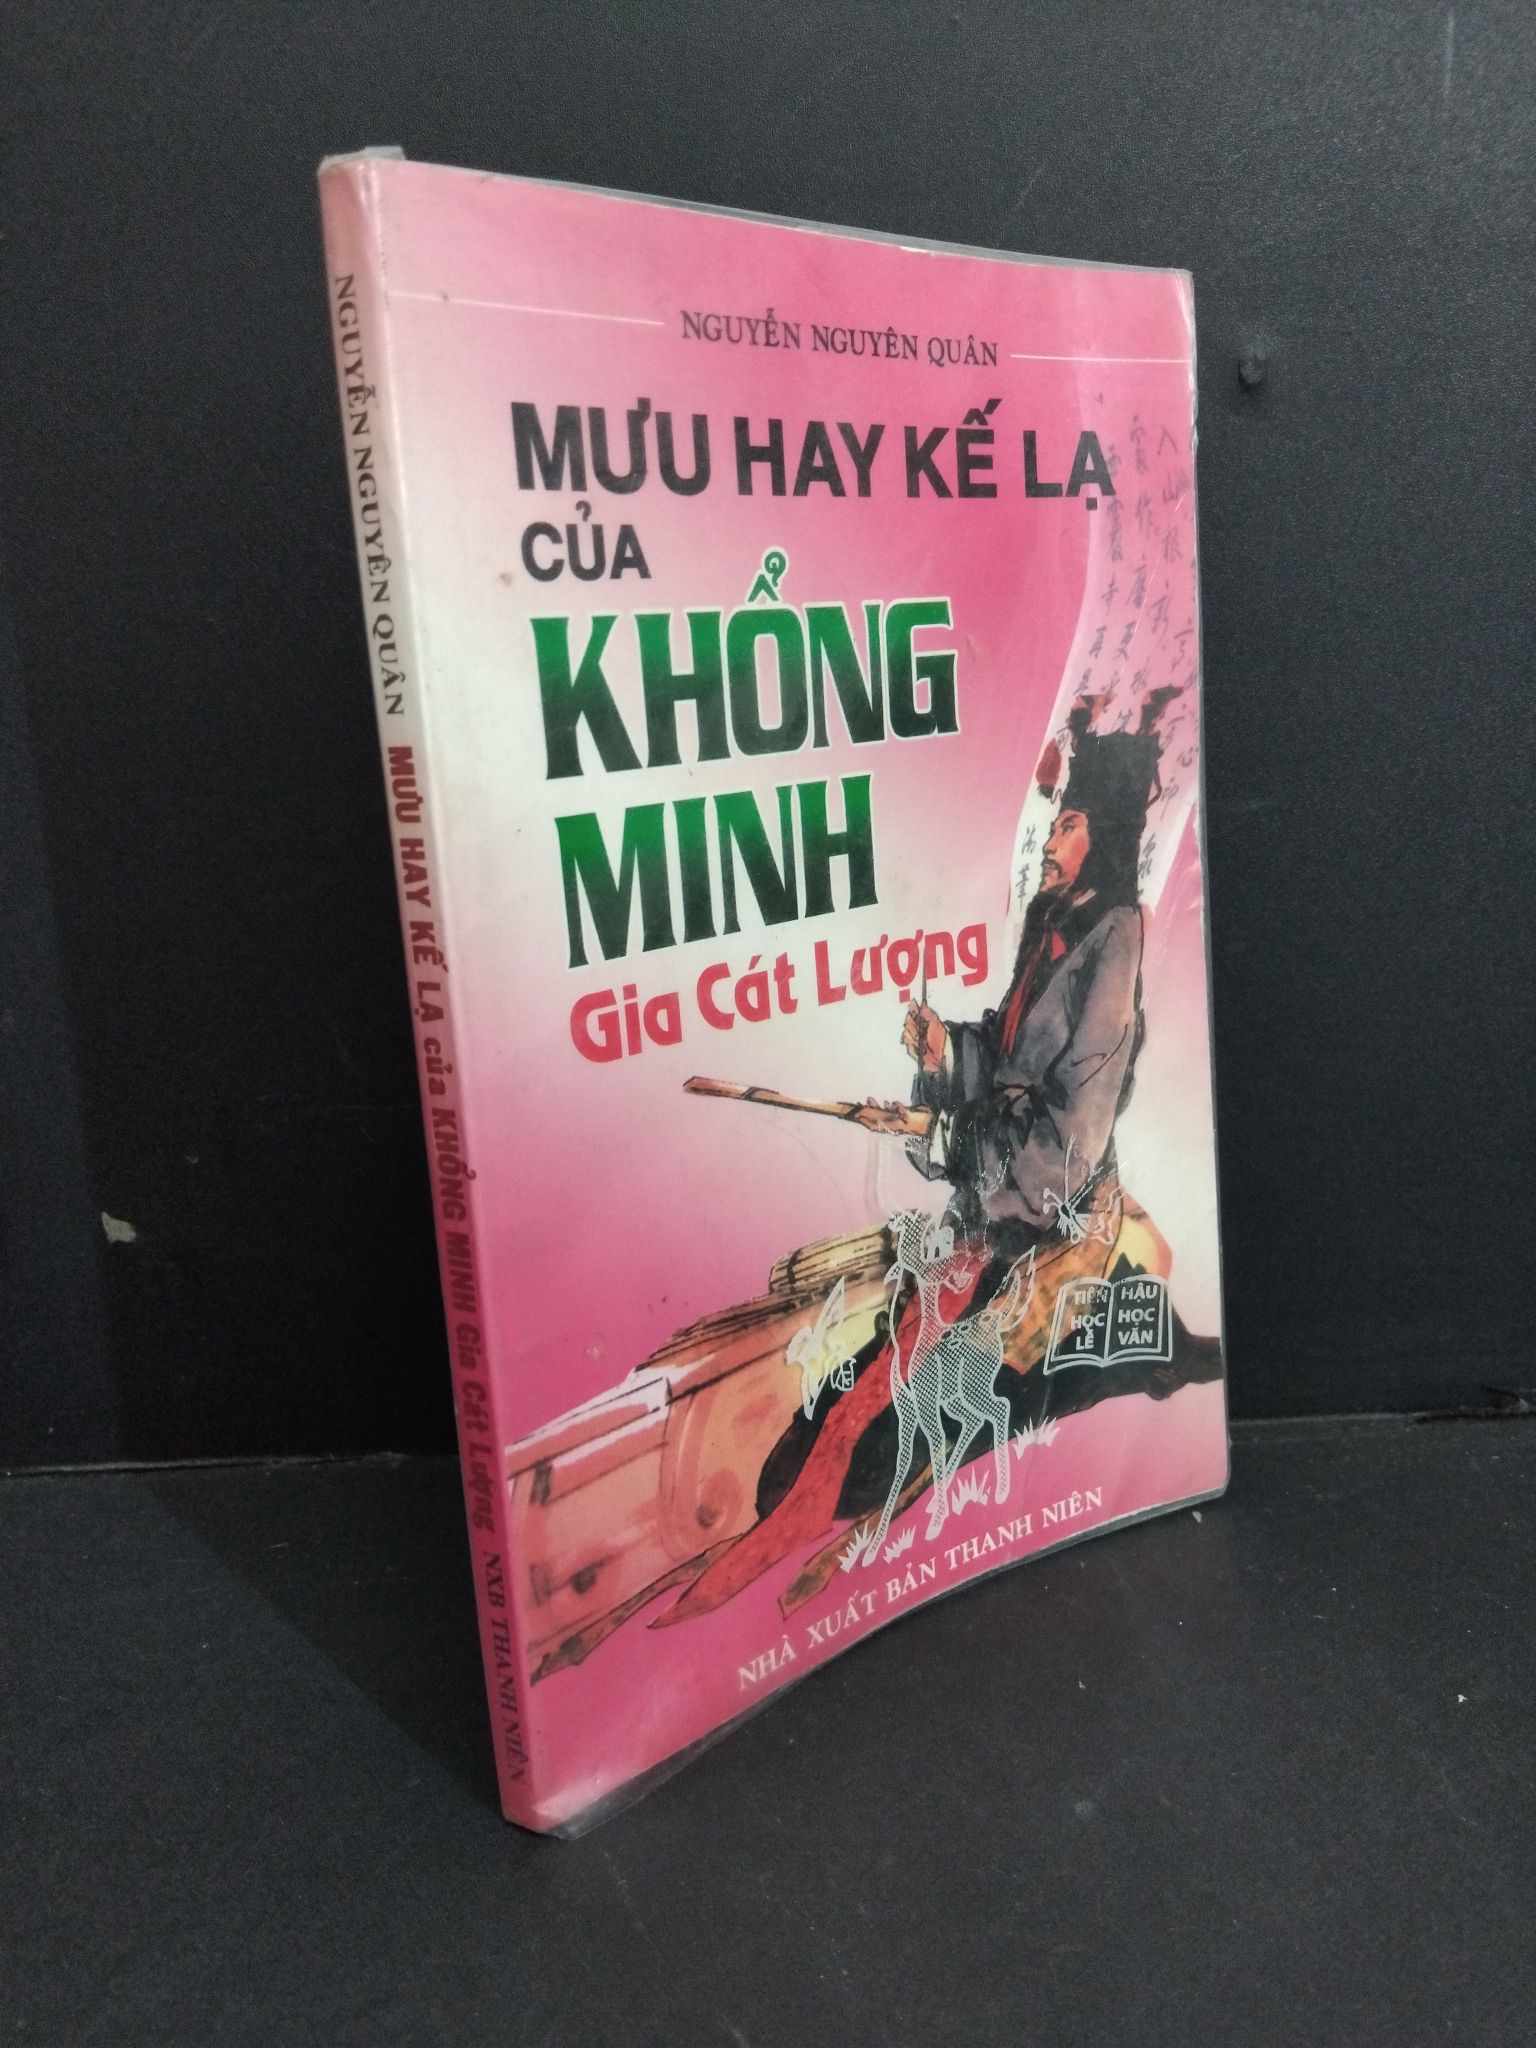 NGUYỄN NGUYÊN QUÂN
MƯU HAY KẾ LẠ
CỦA
KHỔNG
MINH
Gia Cát Lượng
TIÊN HỌC LỄ
HẬU HỌC VĂN
NHÀ XUẤT BẢN THANH NIÊN
NGUYỄN NGUYÊN QUÂN MƯU HAY KẾ LẠ của KHỔNG MINH Gia Cát Lượng NXB THANH NIÊN